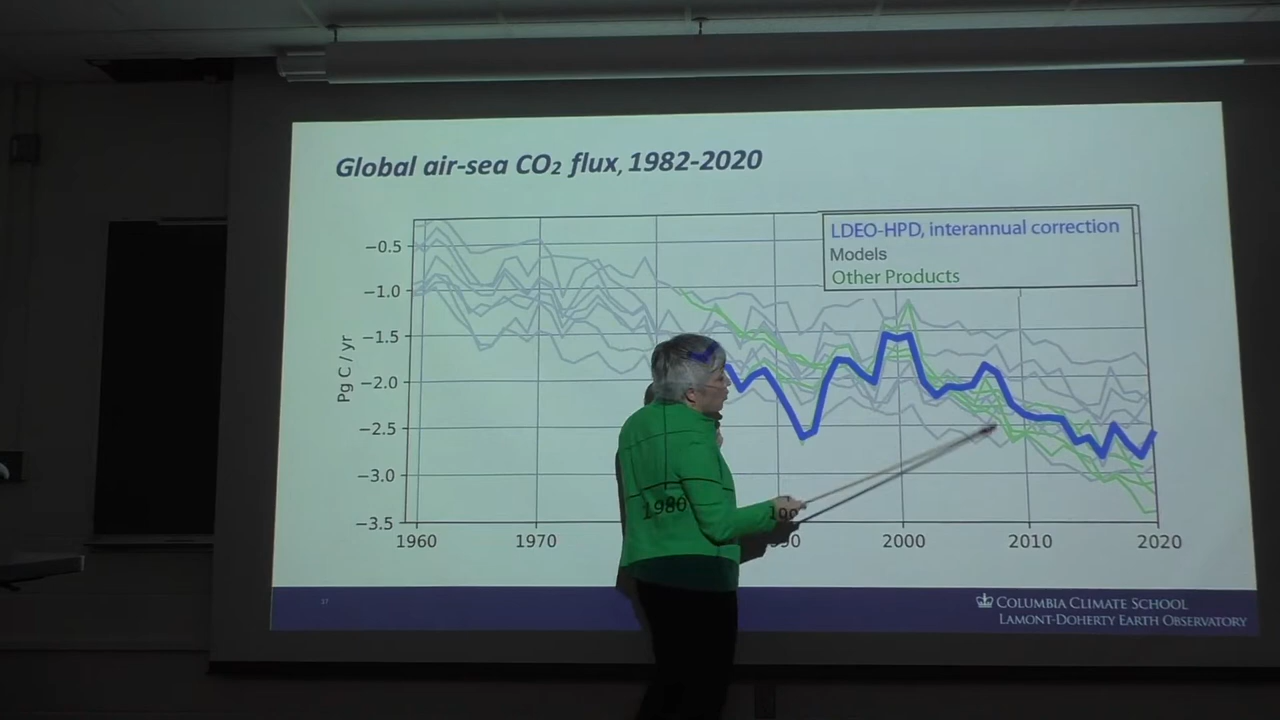 Global air-sea CO₂ flux, 1982-2020
LDEO-HPD, interannual correction
Models
Other Products
Pg C / yr
−0.5
−1.0
−1.5
−2.0
−2.5
−3.0
−3.5
1960 1970 1980 1990 2000 2010 2020
37
COLUMBIA CLIMATE SCHOOL
LAMONT-DOHERTY EARTH OBSERVATORY